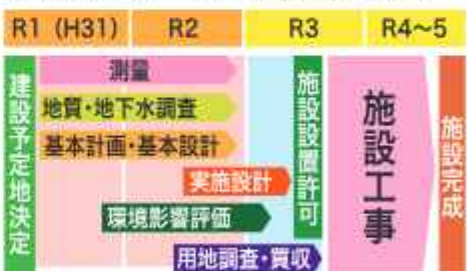 R1 (H31) R2 R3 R4～5
建設予定地決定
測量
地質・地下水調査
基本計画・基本設計
実施設計
環境影響評価
用地調査・買収
施設設置許可
施設工事
施設完成